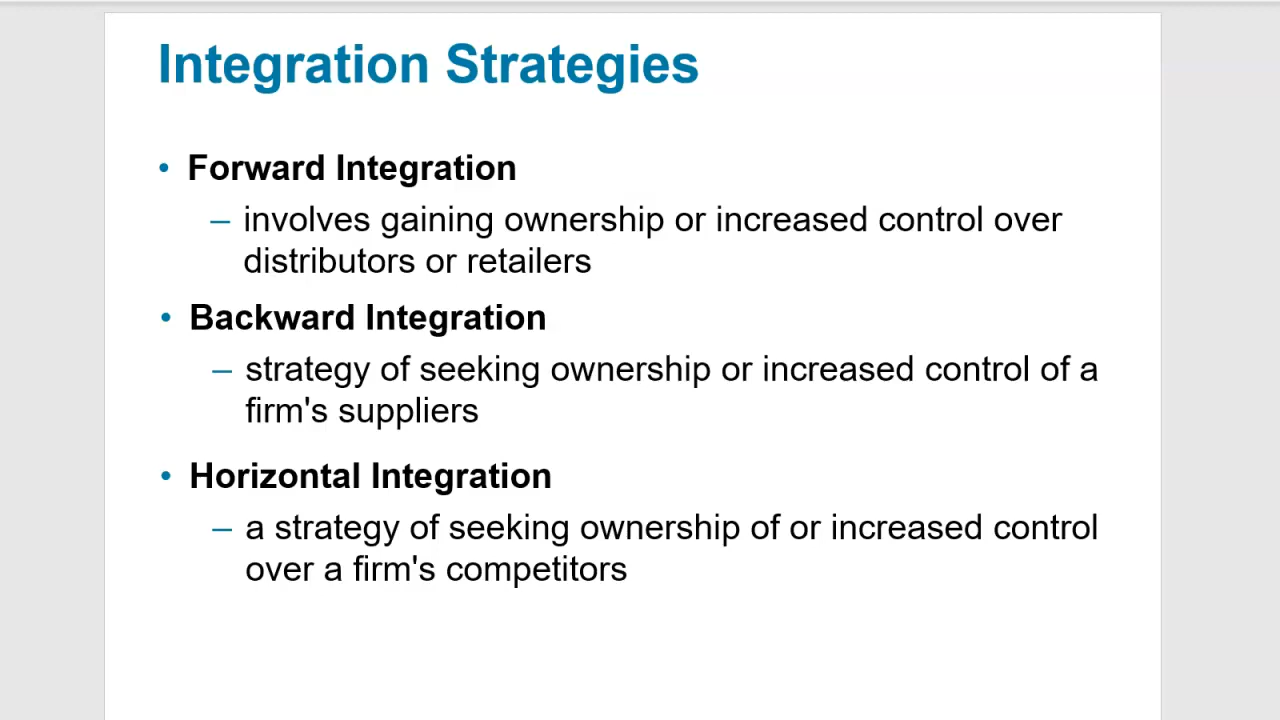 Integration Strategies
• Forward Integration
– involves gaining ownership or increased control over
distributors or retailers
• Backward Integration
– strategy of seeking ownership or increased control of a
firm's suppliers
• Horizontal Integration
– a strategy of seeking ownership of or increased control
over a firm's competitors